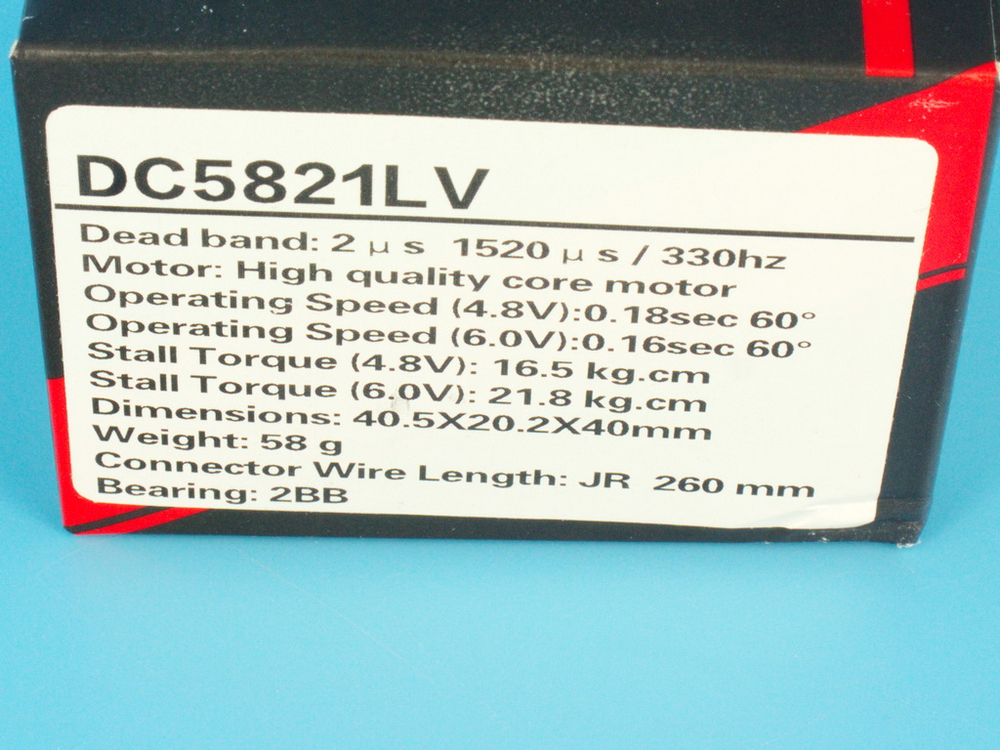 DC5821LV
Dead band: 2 μ s 1520 μ s / 330hz
Motor: High quality core motor
Operating Speed (4.8V):0.18sec 60°
Operating Speed (6.0V):0.16sec 60°
Stall Torque (4.8V): 16.5 kg.cm
Stall Torque (6.0V): 21.8 kg.cm
Dimensions: 40.5X20.2X40mm
Weight: 58 g
Connector Wire Length: JR 260 mm
Bearing: 2BB